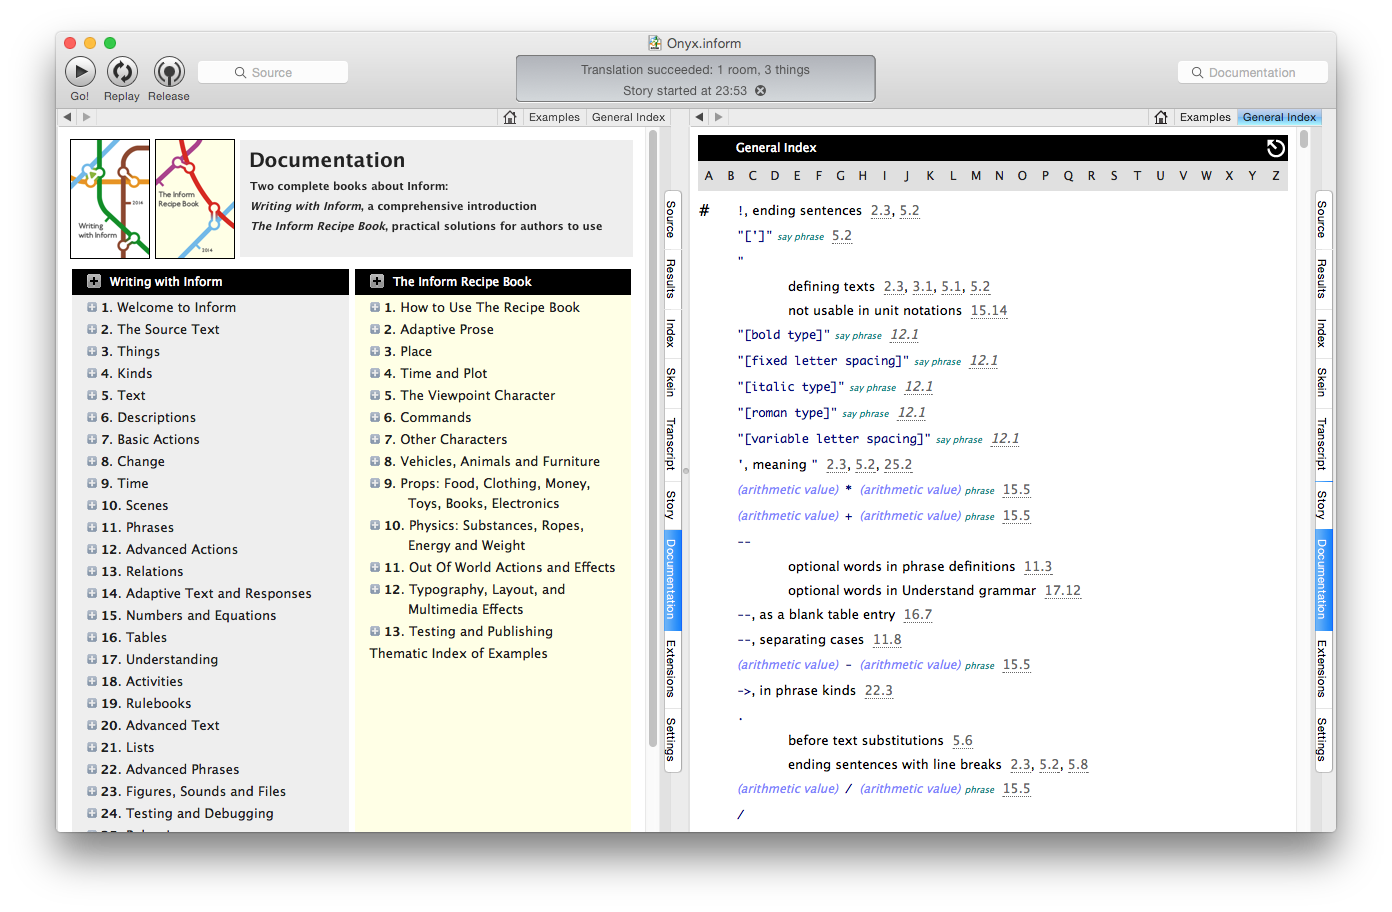 Onyx.inform
Go!
Replay
Release
Source
Translation succeeded: 1 room, 3 things
Story started at 23:53
Documentation
Examples
General Index
Examples
General Index
Writing
with Inform
2014
The Inform
Recipe Book
2014
Documentation
Two complete books about Inform:
Writing with Inform, a comprehensive introduction
The Inform Recipe Book, practical solutions for authors to use
Writing with Inform
1. Welcome to Inform
2. The Source Text
3. Things
4. Kinds
5. Text
6. Descriptions
7. Basic Actions
8. Change
9. Time
10. Scenes
11. Phrases
12. Advanced Actions
13. Relations
14. Adaptive Text and Responses
15. Numbers and Equations
16. Tables
17. Understanding
18. Activities
19. Rulebooks
20. Advanced Text
21. Lists
22. Advanced Phrases
23. Figures, Sounds and Files
24. Testing and Debugging
The Inform Recipe Book
1. How to Use The Recipe Book
2. Adaptive Prose
3. Place
4. Time and Plot
5. The Viewpoint Character
6. Commands
7. Other Characters
8. Vehicles, Animals and Furniture
9. Props: Food, Clothing, Money,
Toys, Books, Electronics
10. Physics: Substances, Ropes,
Energy and Weight
11. Out Of World Actions and Effects
12. Typography, Layout, and
Multimedia Effects
13. Testing and Publishing
Thematic Index of Examples
Source
Results
Index
Skein
Transcript
Story
Documentation
Extensions
Settings
General Index
A B C D E F G H I J K L M N O P Q R S T U V W X Y Z
# !, ending sentences 2.3, 5.2
"[']" say phrase 5.2
"
defining texts 2.3, 3.1, 5.1, 5.2
not usable in unit notations 15.14
"[bold type]" say phrase 12.1
"[fixed letter spacing]" say phrase 12.1
"[italic type]" say phrase 12.1
"[roman type]" say phrase 12.1
"[variable letter spacing]" say phrase 12.1
', meaning " 2.3, 5.2, 25.2
(arithmetic value) * (arithmetic value) phrase 15.5
(arithmetic value) + (arithmetic value) phrase 15.5
--
optional words in phrase definitions 11.3
optional words in Understand grammar 17.12
--, as a blank table entry 16.7
--, separating cases 11.8
(arithmetic value) - (arithmetic value) phrase 15.5
->, in phrase kinds 22.3
.
before text substitutions 5.6
ending sentences with line breaks 2.3, 5.2, 5.8
(arithmetic value) / (arithmetic value) phrase 15.5
/
Source
Results
Index
Skein
Transcript
Story
Documentation
Extensions
Settings